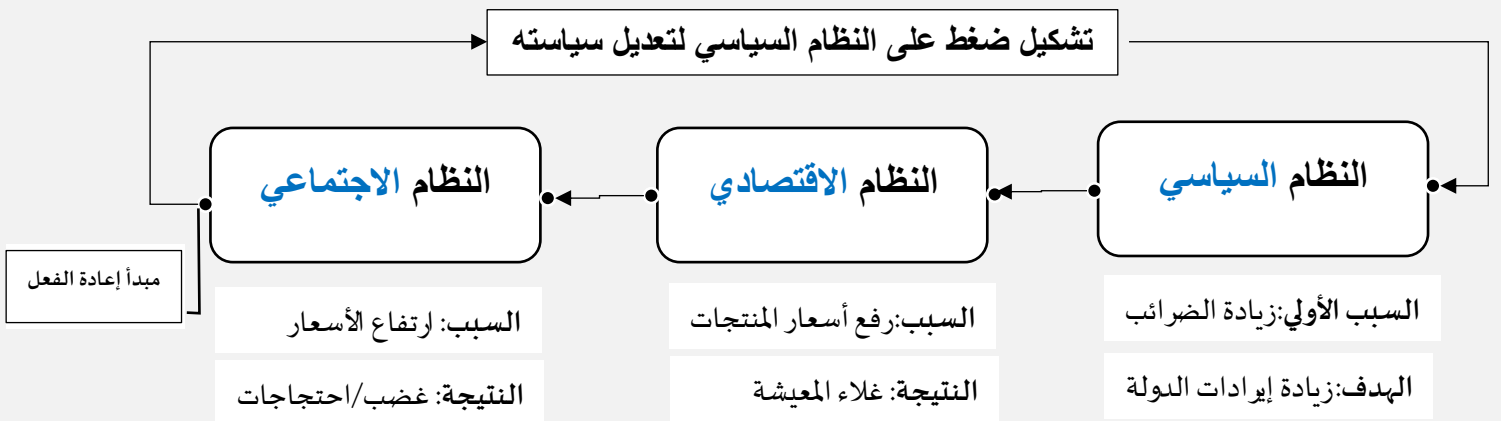 تشكيل ضغط على النظام السياسي لتعديل سياسته
النظام السياسي
النظام الاقتصادي
النظام الاجتماعي
مبدأ إعادة الفعل
السبب الأولي:زيادة الضرائب
الهدف:زيادة إيرادات الدولة
السبب:رفع أسعار المنتجات
النتيجة: غلاء المعيشة
السبب: ارتفاع الأسعار
النتيجة: غضب/احتجاجات